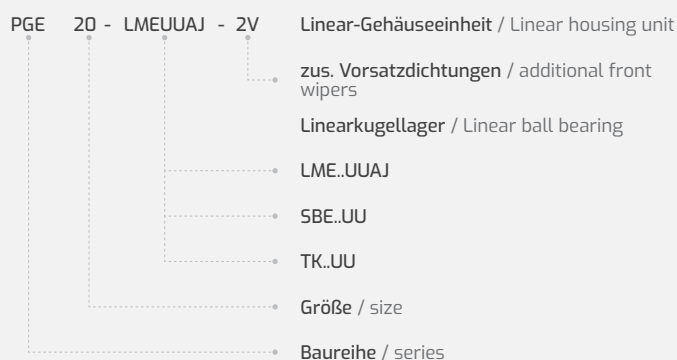 PGE 20 - LMEUUAJ - 2V Linear-Gehäuseeinheit / Linear housing unit
zus. Vorsatzdichtungen / additional front
wipers
Linearkugellager / Linear ball bearing
LME..UUAJ
SBE..UU
TK..UU
Größe / size
Baureihe / series